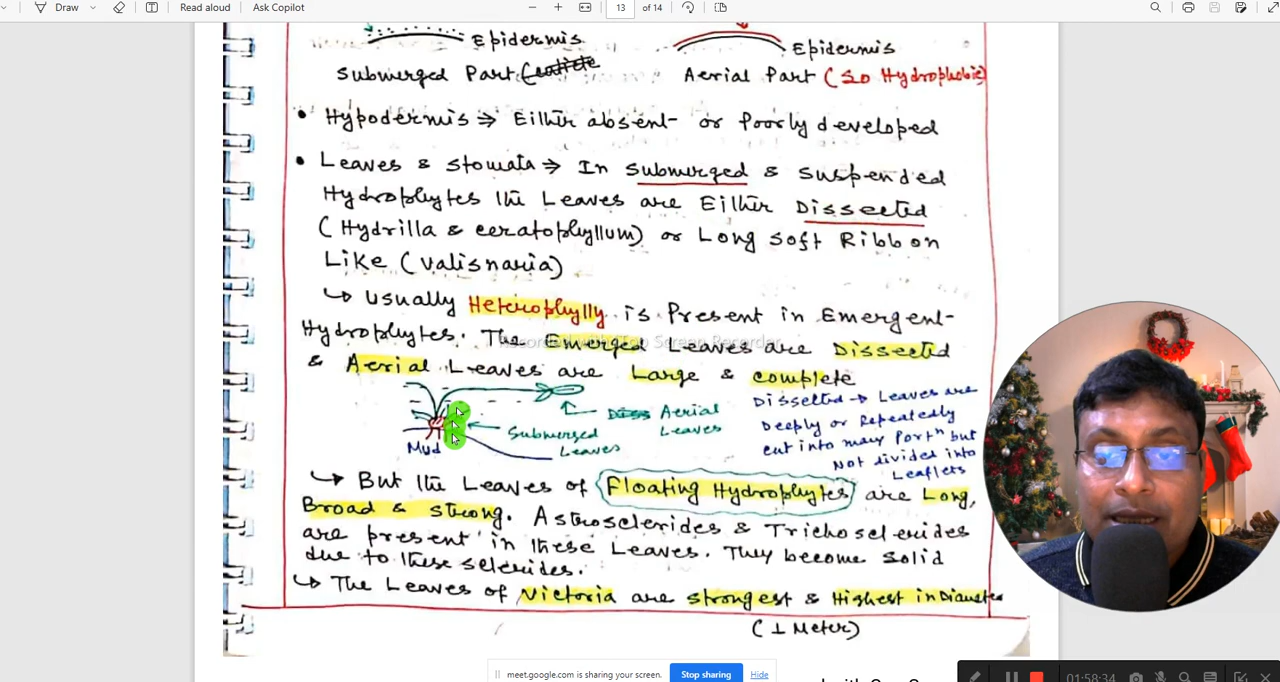 Draw
Read aloud
Ask Copilot
13 of 14
Epidermis
Epidermis
Submerged Part (
Aerial Part (So Hydrophobic)
• Hypodermis ⇒ Eithir absent or Poorly developed
• Leaves & stomata ⇒ In Submerged & Suspended
Hydrophytes the Leaves are Eithir Dissected
(Hydrilla & ceratophyllum) or Long soft Ribbon
Like (Valisnaria)
↳ Usually Heterophylly is Present in Emergent
Hydrophytes. The Emerged Leaves are Dissected
& Aerial Leaves are Large & complete
Aerial
Leaves
Submerged
Leaves
Mud
Dissected → Leaves are
Deeply or Repeatedly
cut into many Portn but
Not divided into
Leaflets
↳ But the Leaves of Floating Hydrophytes are Long,
Broad & strong. Astrosclerides & Trichosclerides
are present in these Leaves. They become Solid
due to these sclerides.
↳ The Leaves of Victoria are strongest & Highest in Diameter
(1 Meter)
meet.google.com is sharing your screen.
Stop sharing
Hide
01:58:34